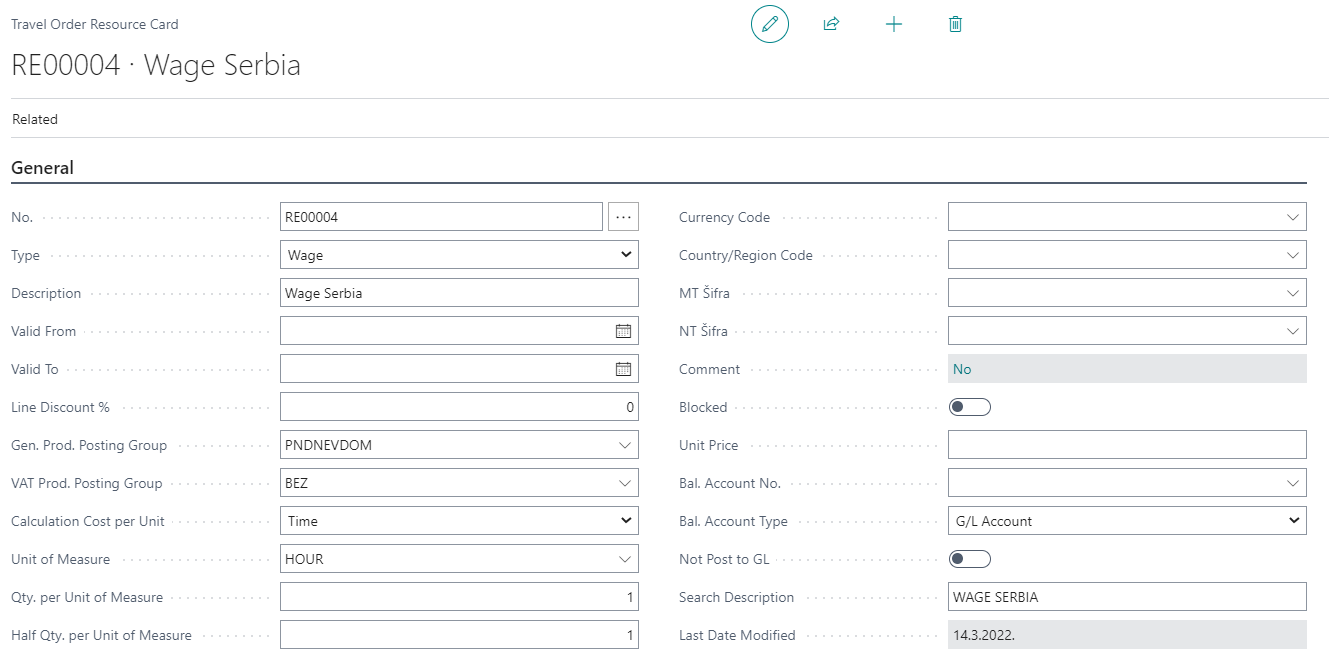 Travel Order Resource Card
RE00004 · Wage Serbia
Related
General
No. RE00004 ...
Type Wage
Description Wage Serbia
Valid From
Valid To
Line Discount % 0
Gen. Prod. Posting Group PNDNEVDOM
VAT Prod. Posting Group BEZ
Calculation Cost per Unit Time
Unit of Measure HOUR
Qty. per Unit of Measure 1
Half Qty. per Unit of Measure 1
Currency Code
Country/Region Code
MT Šifra
NT Šifra
Comment No
Blocked
Unit Price
Bal. Account No.
Bal. Account Type G/L Account
Not Post to GL
Search Description WAGE SERBIA
Last Date Modified 14.3.2022.